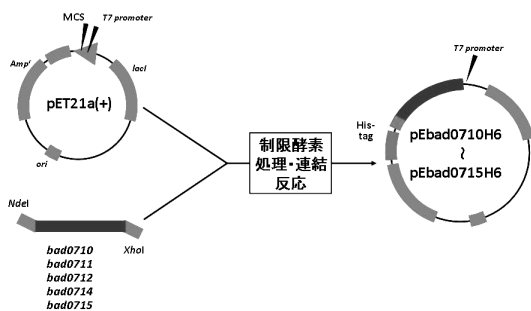 MCS
T7 promoter
Ampʳ
lacI
pET21a(+)
ori
NdeI
XhoI
bad0710
bad0711
bad0712
bad0714
bad0715
制限酵素
処理・連結
反応
T7 promoter
His-
tag
pEbad0710H6
~
pEbad0715H6